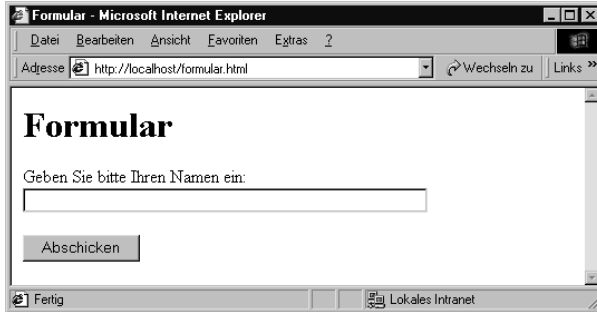 Formular - Microsoft Internet Explorer
Datei Bearbeiten Ansicht Favoriten Extras ?
Adresse http://localhost/formular.html Wechseln zu Links »
Formular
Geben Sie bitte Ihren Namen ein:
Abschicken
Fertig Lokales Intranet